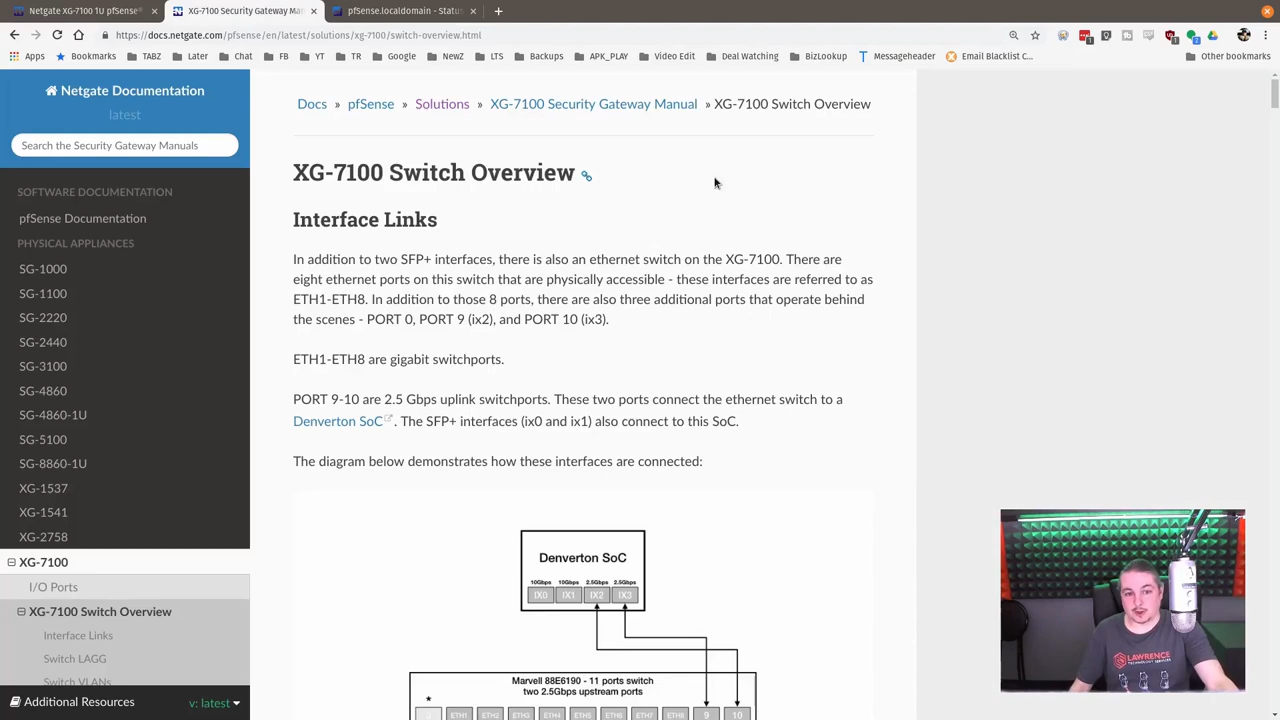 Netgate XG-7100 1U pfSense®
XG-7100 Security Gateway Man
pfSense.localdomain - Status
https://docs.netgate.com/pfsense/en/latest/solutions/xg-7100/switch-overview.html
Apps Bookmarks TABZ Later Chat FB YT TR Google NewZ LTS Backups APK_PLAY Video Edit Deal Watching BizLookup Messageheader Email Blacklist C... Other bookmarks
Netgate Documentation
latest
Search the Security Gateway Manuals
SOFTWARE DOCUMENTATION
pfSense Documentation
PHYSICAL APPLIANCES
SG-1000
SG-1100
SG-2220
SG-2440
SG-3100
SG-4860
SG-4860-1U
SG-5100
SG-8860-1U
XG-1537
XG-1541
XG-2758
XG-7100
I/O Ports
XG-7100 Switch Overview
Interface Links
Switch LAGG
Switch VLANs
Additional Resources v: latest
Docs » pfSense » Solutions » XG-7100 Security Gateway Manual » XG-7100 Switch Overview
XG-7100 Switch Overview
Interface Links
In addition to two SFP+ interfaces, there is also an ethernet switch on the XG-7100. There are
eight ethernet ports on this switch that are physically accessible - these interfaces are referred to as
ETH1-ETH8. In addition to those 8 ports, there are also three additional ports that operate behind
the scenes - PORT 0, PORT 9 (ix2), and PORT 10 (ix3).
ETH1-ETH8 are gigabit switchports.
PORT 9-10 are 2.5 Gbps uplink switchports. These two ports connect the ethernet switch to a
Denverton SoC. The SFP+ interfaces (ix0 and ix1) also connect to this SoC.
The diagram below demonstrates how these interfaces are connected:
Denverton SoC
10Gbps 10Gbps 2.5Gbps 2.5Gbps
IX0 IX1 IX2 IX3
Marvell 88E6190 - 11 ports switch
two 2.5Gbps upstream ports
*
ETH1 ETH2 ETH3 ETH4 ETH5 ETH6 ETH7 ETH8 9 10
LAWRENCE
TECHNOLOGY SERVICES